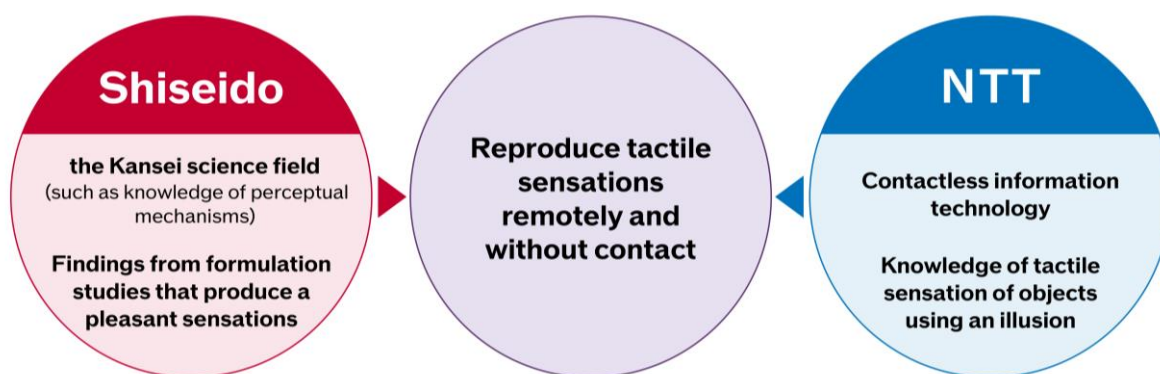 Shiseido
the Kansei science field
(such as knowledge of perceptual
mechanisms)
Findings from formulation
studies that produce a
pleasant sensations
Reproduce tactile
sensations
remotely and
without contact
NTT
Contactless information
technology
Knowledge of tactile
sensation of objects
using an illusion